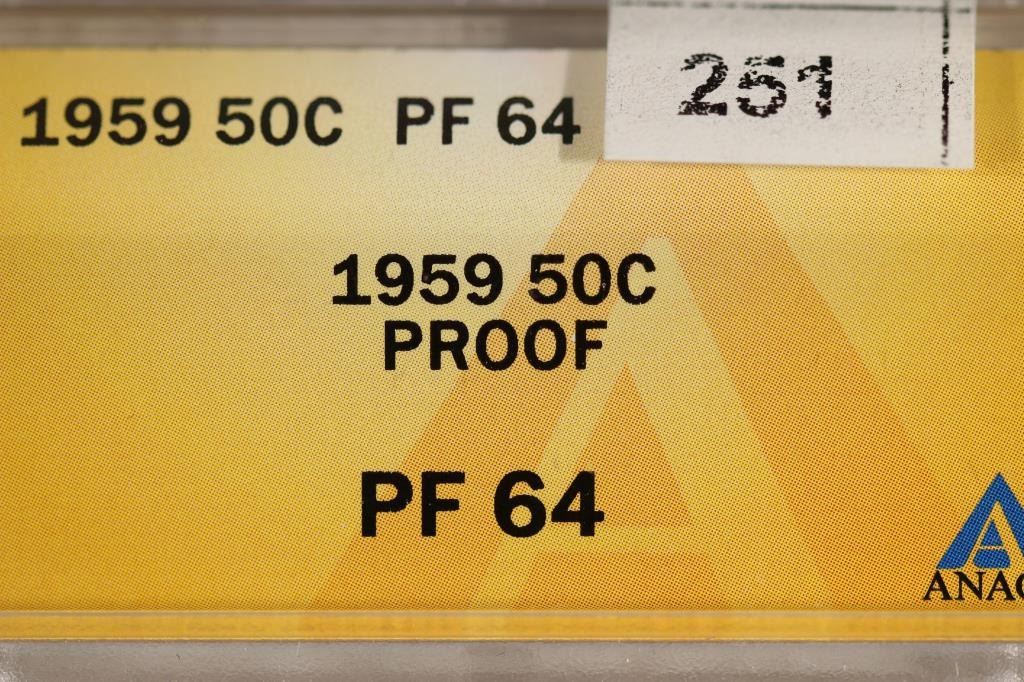 251
1959 50C PF 64
1959 50C
PROOF
PF 64
ANAC